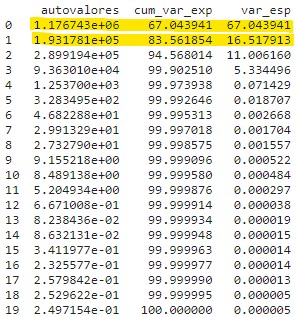 autovalores cum_var_exp var_esp
0 1.176743e+06 67.043941 67.043941
1 1.931781e+05 83.561854 16.517913
2 2.899194e+05 94.568014 11.006160
3 9.363010e+04 99.902510 5.334496
4 1.253700e+03 99.973938 0.071429
5 3.283495e+02 99.992646 0.018707
6 4.682288e+01 99.995313 0.002668
7 2.991329e+01 99.997018 0.001704
8 2.732790e+01 99.998575 0.001557
9 9.155218e+00 99.999096 0.000522
10 8.489138e+00 99.999580 0.000484
11 5.204934e+00 99.999876 0.000297
12 6.671008e-01 99.999914 0.000038
13 8.238436e-02 99.999934 0.000019
14 8.632131e-02 99.999948 0.000015
15 3.411977e-01 99.999963 0.000014
16 2.325577e-01 99.999977 0.000014
17 2.579842e-01 99.999990 0.000013
18 2.529622e-01 99.999995 0.000005
19 2.497154e-01 100.000000 0.000005